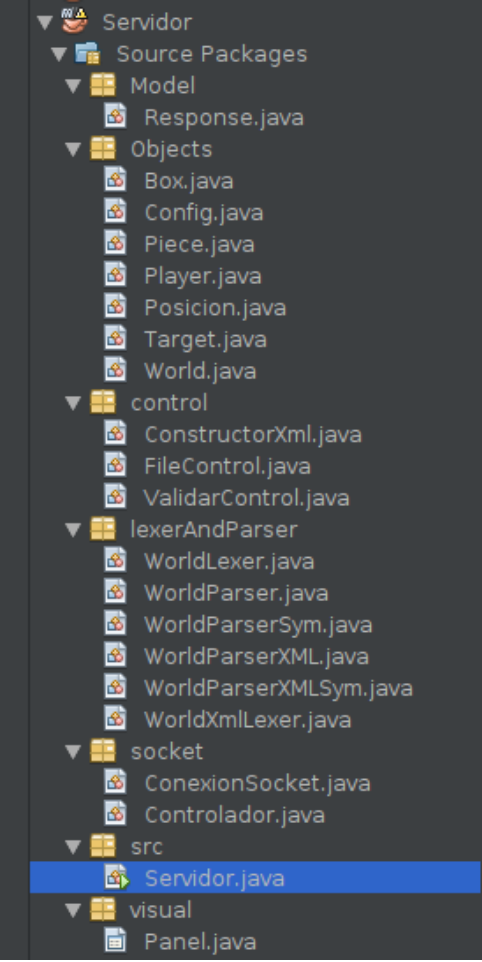 Servidor
Source Packages
Model
Response.java
Objects
Box.java
Config.java
Piece.java
Player.java
Posicion.java
Target.java
World.java
control
ConstructorXml.java
FileControl.java
ValidarControl.java
lexerAndParser
WorldLexer.java
WorldParser.java
WorldParserSym.java
WorldParserXML.java
WorldParserXMLSym.java
WorldXmlLexer.java
socket
ConexionSocket.java
Controlador.java
src
Servidor.java
visual
Panel.java